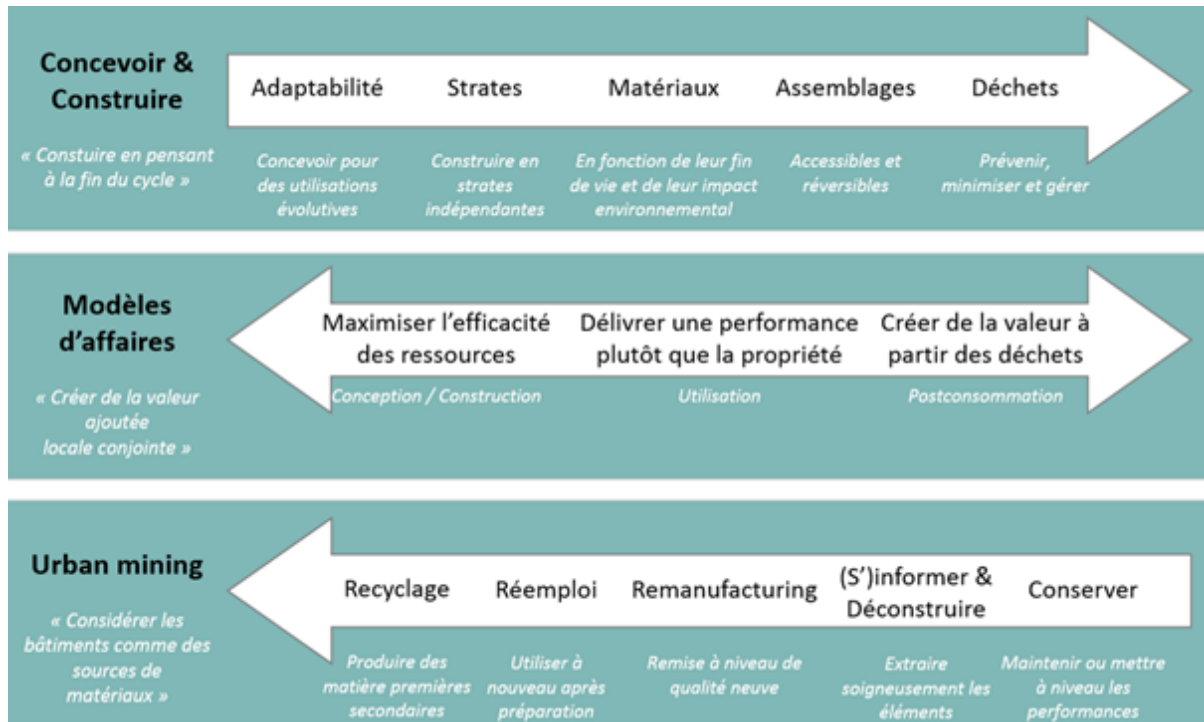 Concevoir &
Construire
« Constuire en pensant
à la fin du cycle »
Adaptabilité
Strates
Matériaux
Assemblages
Déchets
Concevoir pour
des utilisations
évolutives
Construire en
strates
indépendantes
En fonction de leur fin
de vie et de leur impact
environnemental
Accessibles et
réversibles
Prévenir,
minimiser et gérer
Modèles
d’affaires
« Créer de la valeur
ajoutée
locale conjointe »
Maximiser l’efficacité
des ressources
Délivrer une performance
plutôt que la propriété
Créer de la valeur à
partir des déchets
Conception / Construction
Utilisation
Postconsommation
Urban mining
« Considérer les
bâtiments comme des
sources de
matériaux »
Recyclage
Réemploi
Remanufacturing
(S’)informer &
Déconstruire
Conserver
Produire des
matière premières
secondaires
Utiliser à
nouveau après
préparation
Remise à niveau de
qualité neuve
Extraire
soigneusement les
éléments
Maintenir ou mettre
à niveau les
performances